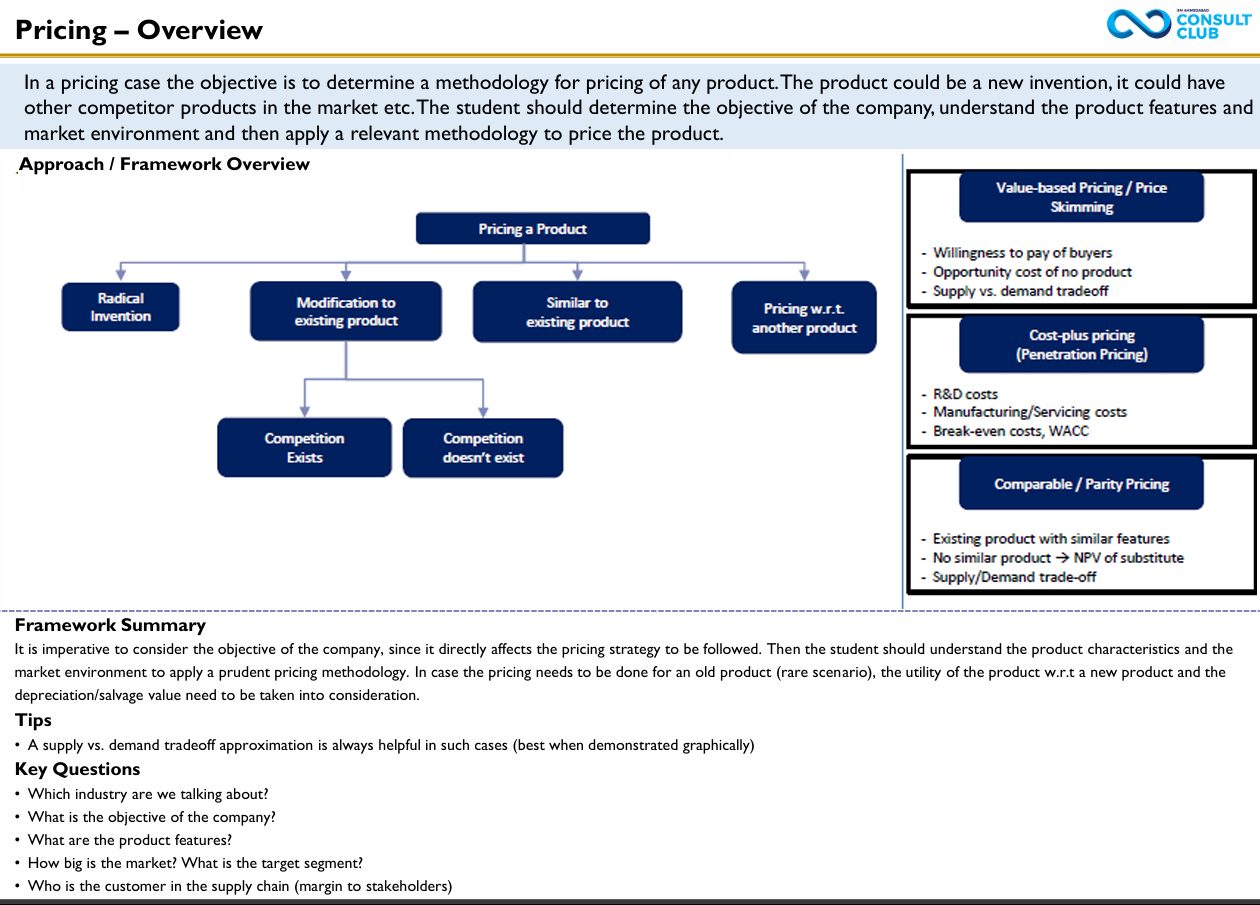 Pricing – Overview
IIM AHMEDABAD
CONSULT
CLUB
In a pricing case the objective is to determine a methodology for pricing of any product. The product could be a new invention, it could have
other competitor products in the market etc. The student should determine the objective of the company, understand the product features and
market environment and then apply a relevant methodology to price the product.
Approach / Framework Overview
Pricing a Product
Radical
Invention
Modification to
existing product
Similar to
existing product
Pricing w.r.t.
another product
Competition
Exists
Competition
doesn't exist
Value-based Pricing / Price
Skimming
- Willingness to pay of buyers
- Opportunity cost of no product
- Supply vs. demand tradeoff
Cost-plus pricing
(Penetration Pricing)
- R&D costs
- Manufacturing/Servicing costs
- Break-even costs, WACC
Comparable / Parity Pricing
- Existing product with similar features
- No similar product → NPV of substitute
- Supply/Demand trade-off
Framework Summary
It is imperative to consider the objective of the company, since it directly affects the pricing strategy to be followed. Then the student should understand the product characteristics and the
market environment to apply a prudent pricing methodology. In case the pricing needs to be done for an old product (rare scenario), the utility of the product w.r.t a new product and the
depreciation/salvage value need to be taken into consideration.
Tips
• A supply vs. demand tradeoff approximation is always helpful in such cases (best when demonstrated graphically)
Key Questions
• Which industry are we talking about?
• What is the objective of the company?
• What are the product features?
• How big is the market? What is the target segment?
• Who is the customer in the supply chain (margin to stakeholders)